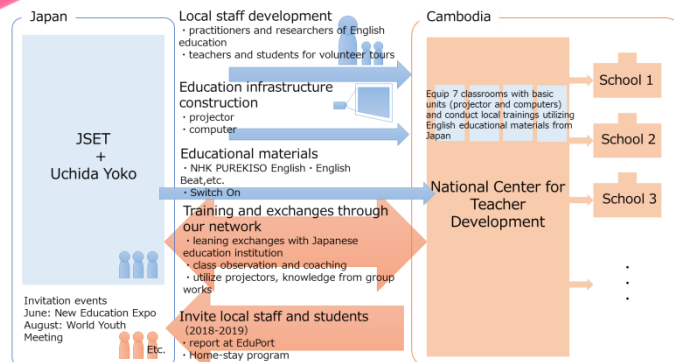 Japan
JSET
+
Uchida Yoko
Invitation events
June: New Education Expo
August: World Youth
Meeting
Etc.
Local staff development
・practitioners and researchers of English
education
・teachers and students for volunteer tours
Education infrastructure
construction
・projector
・computer
Educational materials
・NHK PUREKISO English・English
Beat,etc.
・Switch On
Training and exchanges through
our network
・leaning exchanges with Japanese
education institution
・class observation and coaching
・utilize projectors, knowledge from group
works
Invite local staff and students
（2018-2019）
・report at EduPort
・Home-stay program
Cambodia
Equip 7 classrooms with basic
units (projector and computers)
and conduct local trainings utilizing
English educational materials from
Japan
National Center for
Teacher
Development
School 1
School 2
School 3
・
・
・